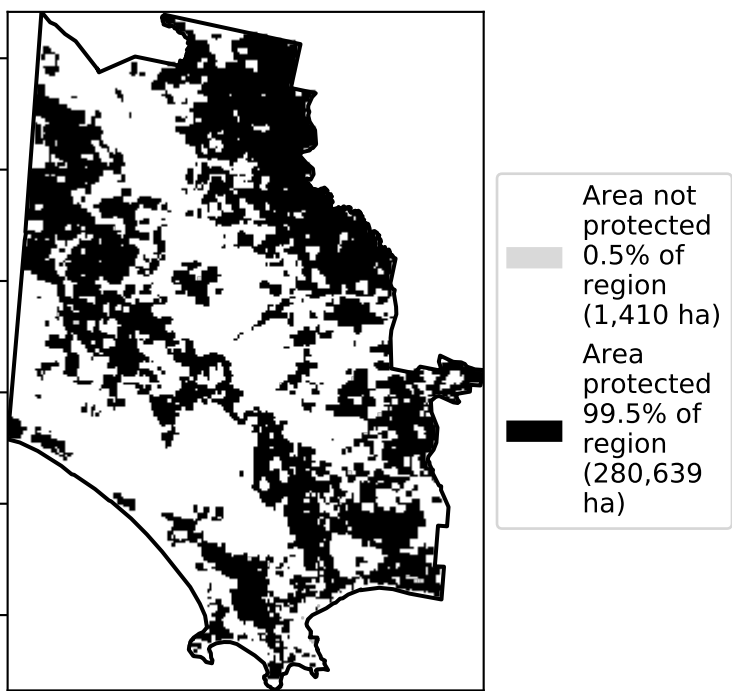 Area not
protected
0.5% of
region
(1,410 ha)
Area
protected
99.5% of
region
(280,639
ha)